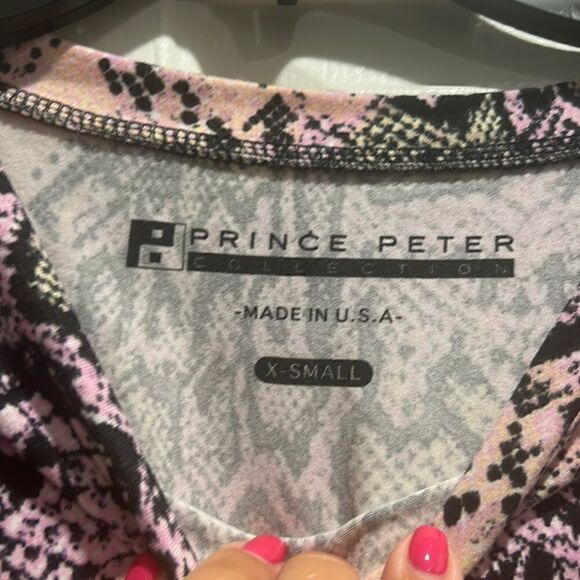 PRINCE PETER
COLLECTION
-MADE IN U.S.A-
X-SMALL